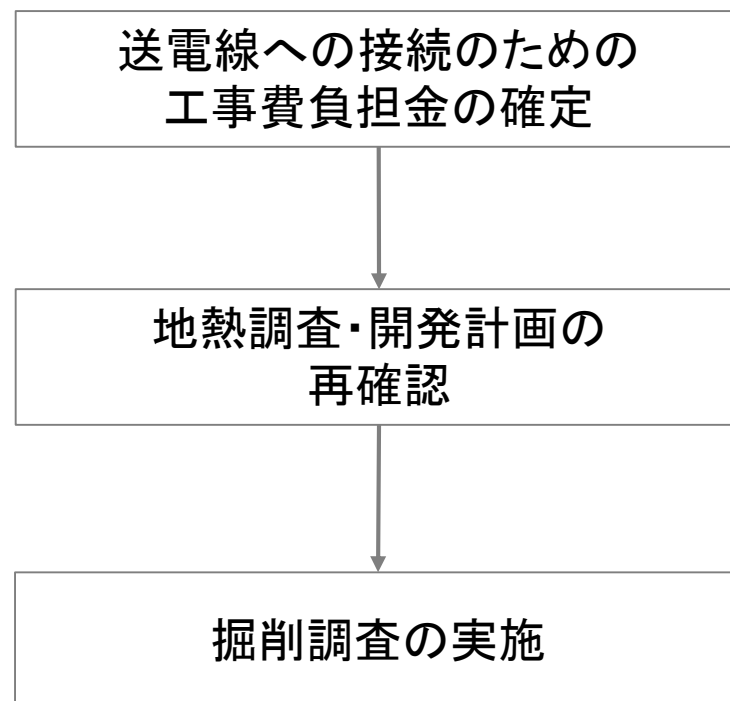 送電線への接続のための
工事費負担金の確定
地熱調査・開発計画の
再確認
掘削調査の実施